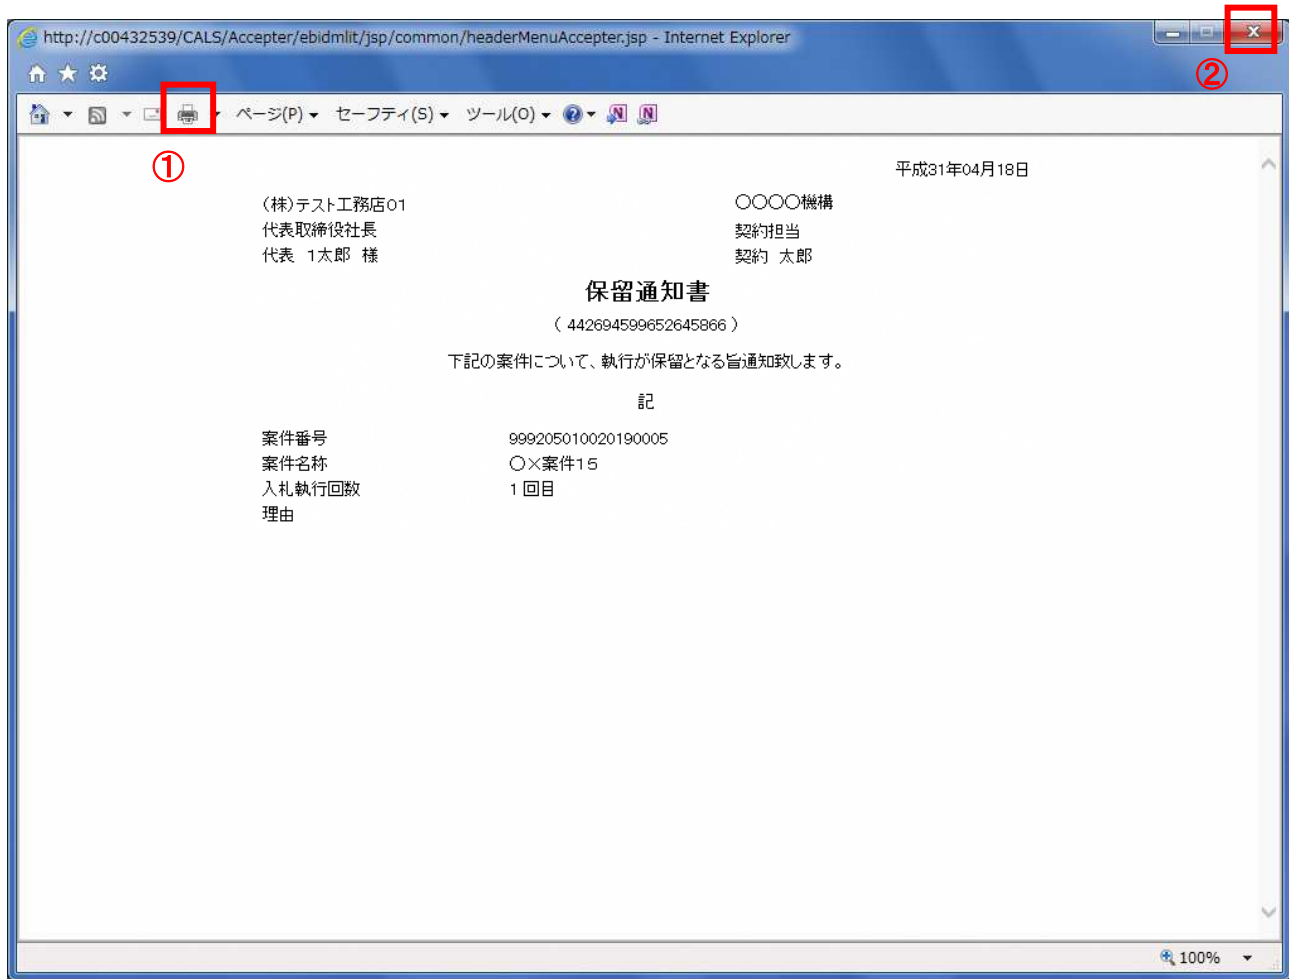 http://c00432539/CALS/Accepter/ebidmlit/jsp/common/headerMenuAccepter.jsp - Internet Explorer
②
ページ(P) セーフティ(S) ツール(O)
①
平成31年04月18日
(株)テスト工務店01
〇〇〇〇機構
代表取締役社長
契約担当
代表 1太郎 様
契約 太郎
保留通知書
( 442694599652645866 )
下記の案件について、執行が保留となる旨通知致します。
記
案件番号 999205010020190005
案件名称 〇×案件15
入札執行回数 1回目
理由
100%